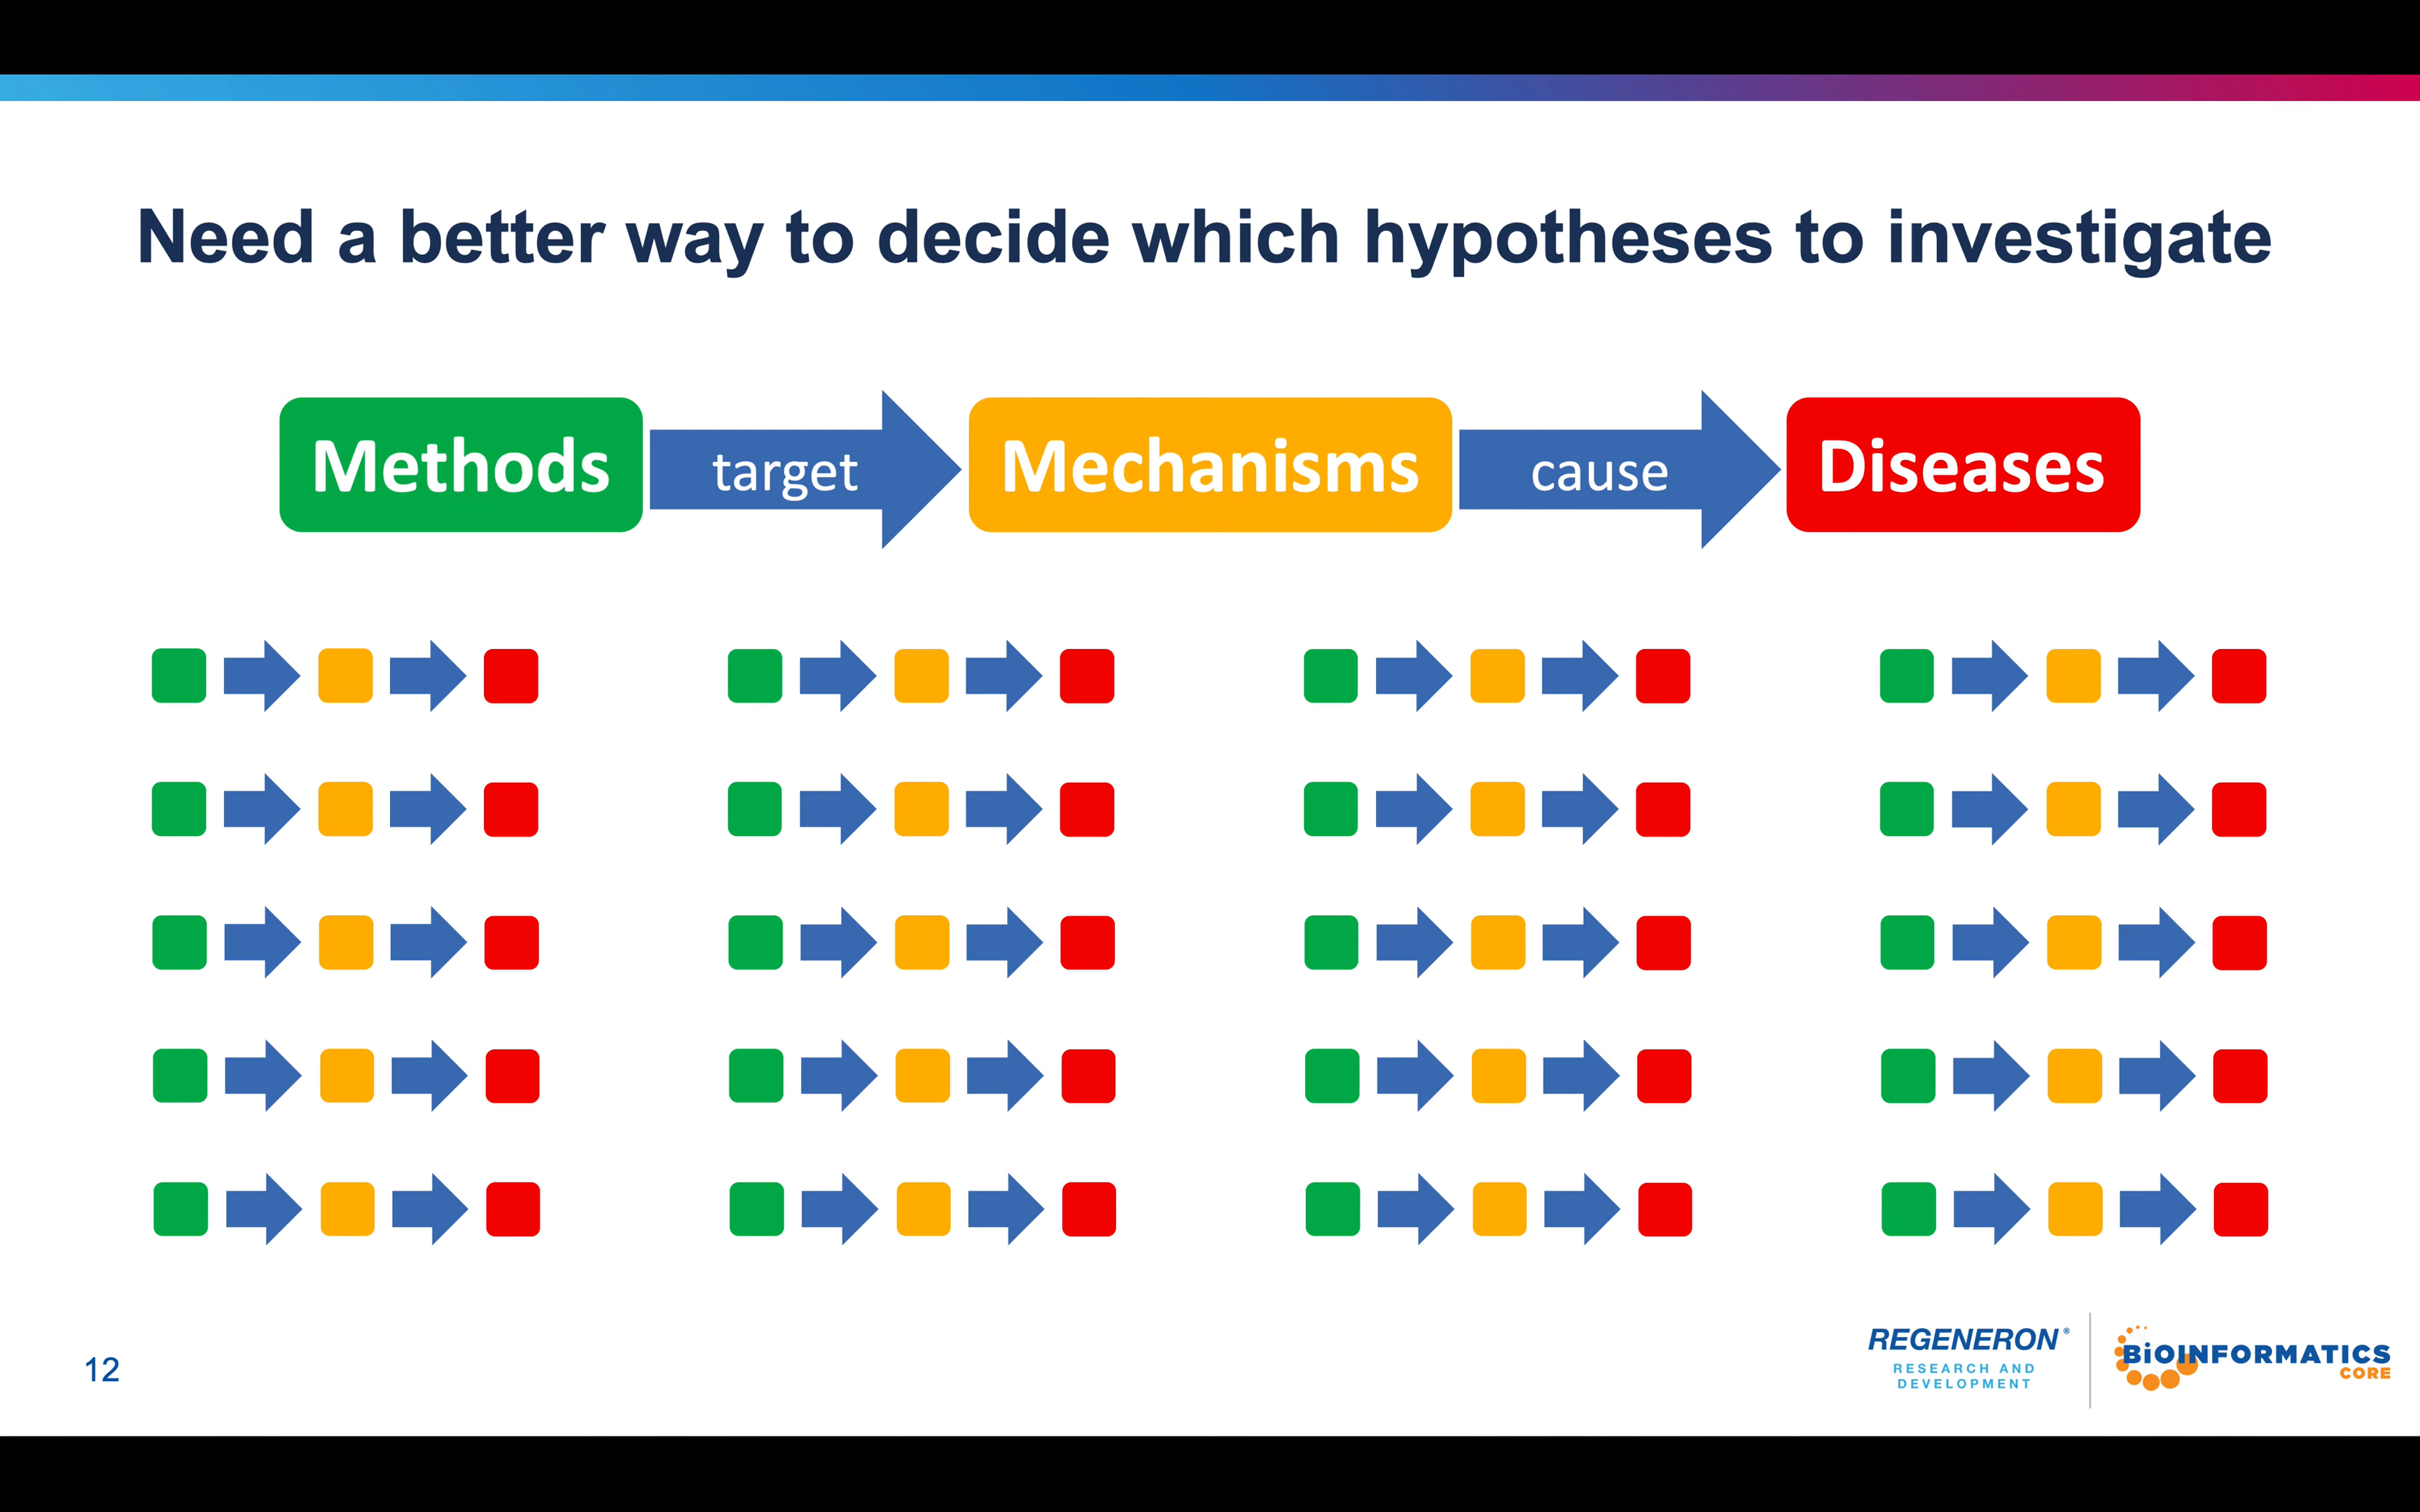 Need a better way to decide which hypotheses to investigate
Methods target Mechanisms cause Diseases
12
REGENERON®
RESEARCH AND
DEVELOPMENT
BiOINFORMATICS
CORE